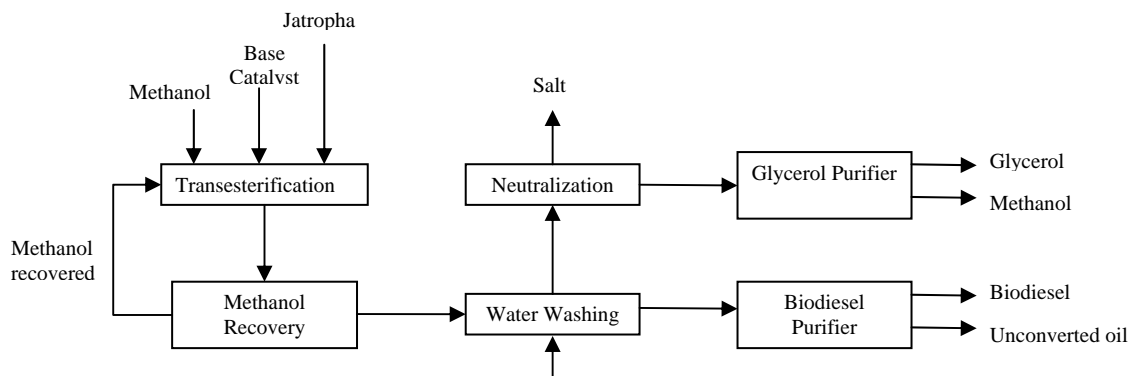 Jatropha
Base
Catalyst
Methanol
Salt
Transesterification
Neutralization
Glycerol Purifier
Glycerol
Methanol
Methanol
recovered
Methanol
Recovery
Water Washing
Biodiesel
Purifier
Biodiesel
Unconverted oil